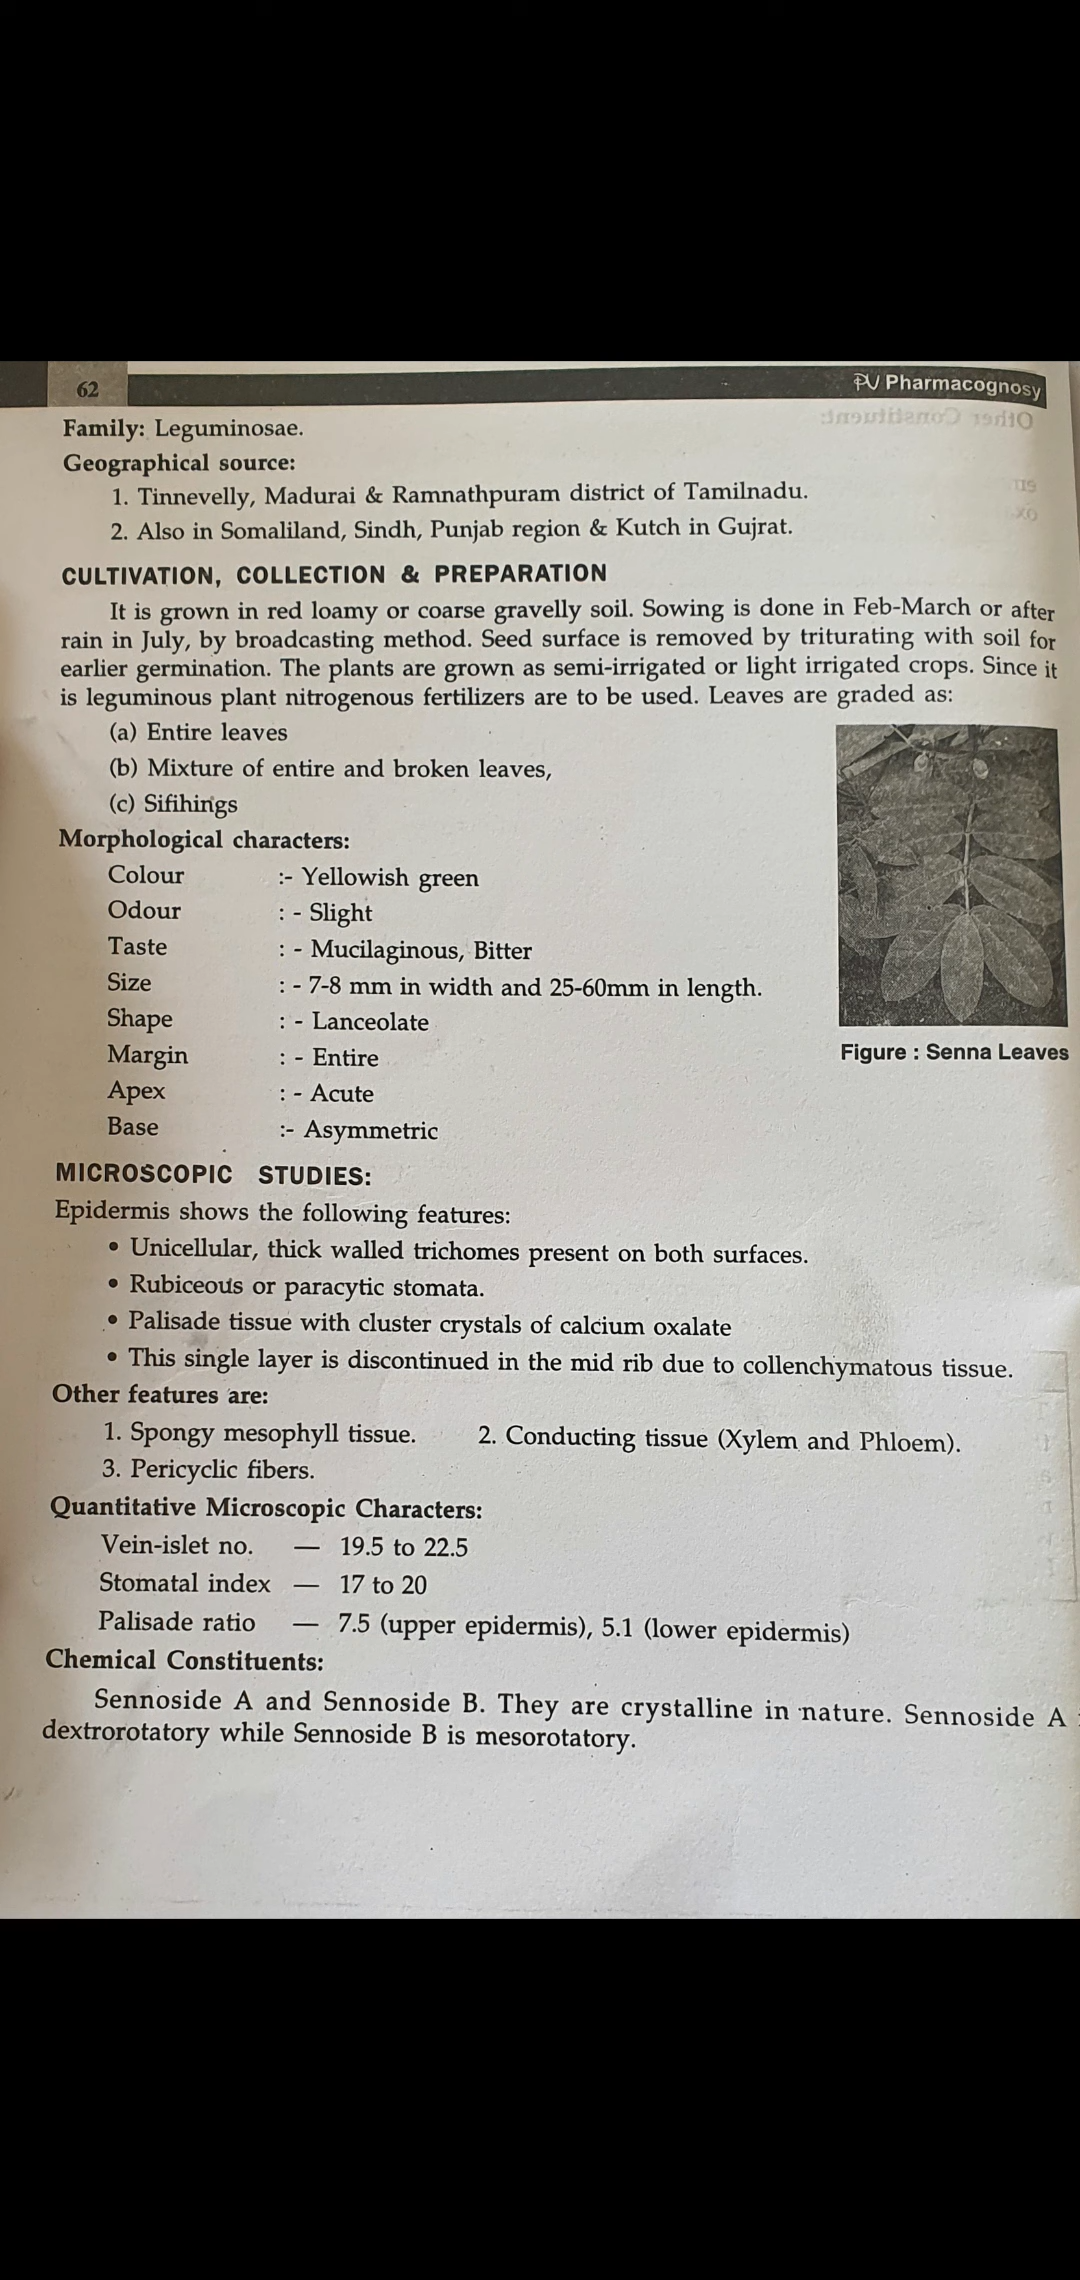 62
PV Pharmacognosy
Family: Leguminosae.
Geographical source:
1. Tinnevelly, Madurai & Ramnathpuram district of Tamilnadu.
2. Also in Somaliland, Sindh, Punjab region & Kutch in Gujrat.
CULTIVATION, COLLECTION & PREPARATION
It is grown in red loamy or coarse gravelly soil. Sowing is done in Feb-March or after
rain in July, by broadcasting method. Seed surface is removed by triturating with soil for
earlier germination. The plants are grown as semi-irrigated or light irrigated crops. Since it
is leguminous plant nitrogenous fertilizers are to be used. Leaves are graded as:
(a) Entire leaves
(b) Mixture of entire and broken leaves,
(c) Sifihings
Morphological characters:
Colour :- Yellowish green
Odour : - Slight
Taste : - Mucilaginous, Bitter
Size : - 7-8 mm in width and 25-60mm in length.
Shape : - Lanceolate
Margin : - Entire
Apex : - Acute
Base :- Asymmetric
Figure : Senna Leaves
MICROSCOPIC STUDIES:
Epidermis shows the following features:
• Unicellular, thick walled trichomes present on both surfaces.
• Rubiceous or paracytic stomata.
• Palisade tissue with cluster crystals of calcium oxalate
• This single layer is discontinued in the mid rib due to collenchymatous tissue.
Other features are:
1. Spongy mesophyll tissue. 2. Conducting tissue (Xylem and Phloem).
3. Pericyclic fibers.
Quantitative Microscopic Characters:
Vein-islet no. — 19.5 to 22.5
Stomatal index — 17 to 20
Palisade ratio — 7.5 (upper epidermis), 5.1 (lower epidermis)
Chemical Constituents:
Sennoside A and Sennoside B. They are crystalline in nature. Sennoside A
dextrorotatory while Sennoside B is mesorotatory.